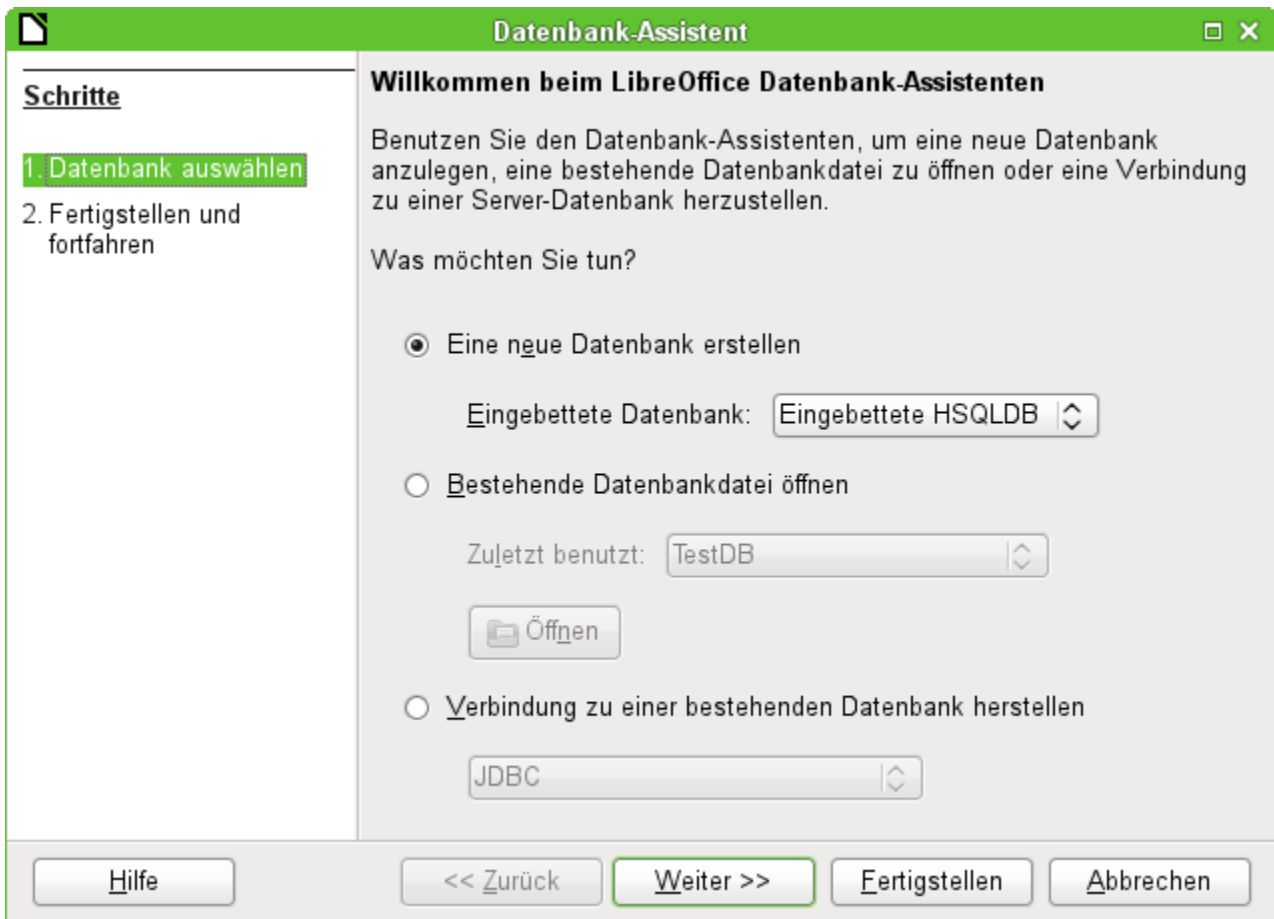 Datenbank-Assistent
Schritte
1. Datenbank auswählen
2. Fertigstellen und
fortfahren
Willkommen beim LibreOffice Datenbank-Assistenten
Benutzen Sie den Datenbank-Assistenten, um eine neue Datenbank
anzulegen, eine bestehende Datenbankdatei zu öffnen oder eine Verbindung
zu einer Server-Datenbank herzustellen.
Was möchten Sie tun?
Eine neue Datenbank erstellen
Eingebettete Datenbank: Eingebettete HSQLDB
Bestehende Datenbankdatei öffnen
Zuletzt benutzt: TestDB
Öffnen
Verbindung zu einer bestehenden Datenbank herstellen
JDBC
Hilfe << Zurück Weiter >> Fertigstellen Abbrechen